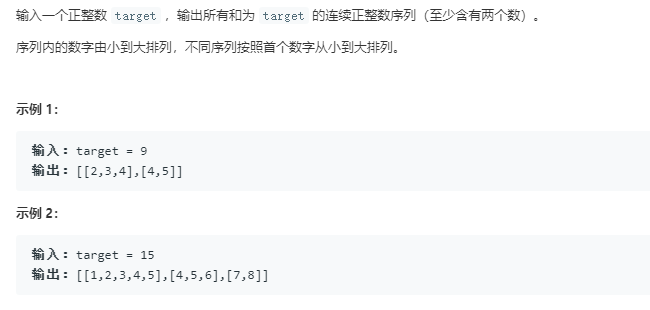 输入一个正整数 target ，输出所有和为 target 的连续正整数序列（至少含有两个数）。
序列内的数字由小到大排列，不同序列按照首个数字从小到大排列。
示例 1：
输入：target = 9
输出：[[2,3,4],[4,5]]
示例 2：
输入：target = 15
输出：[[1,2,3,4,5],[4,5,6],[7,8]]